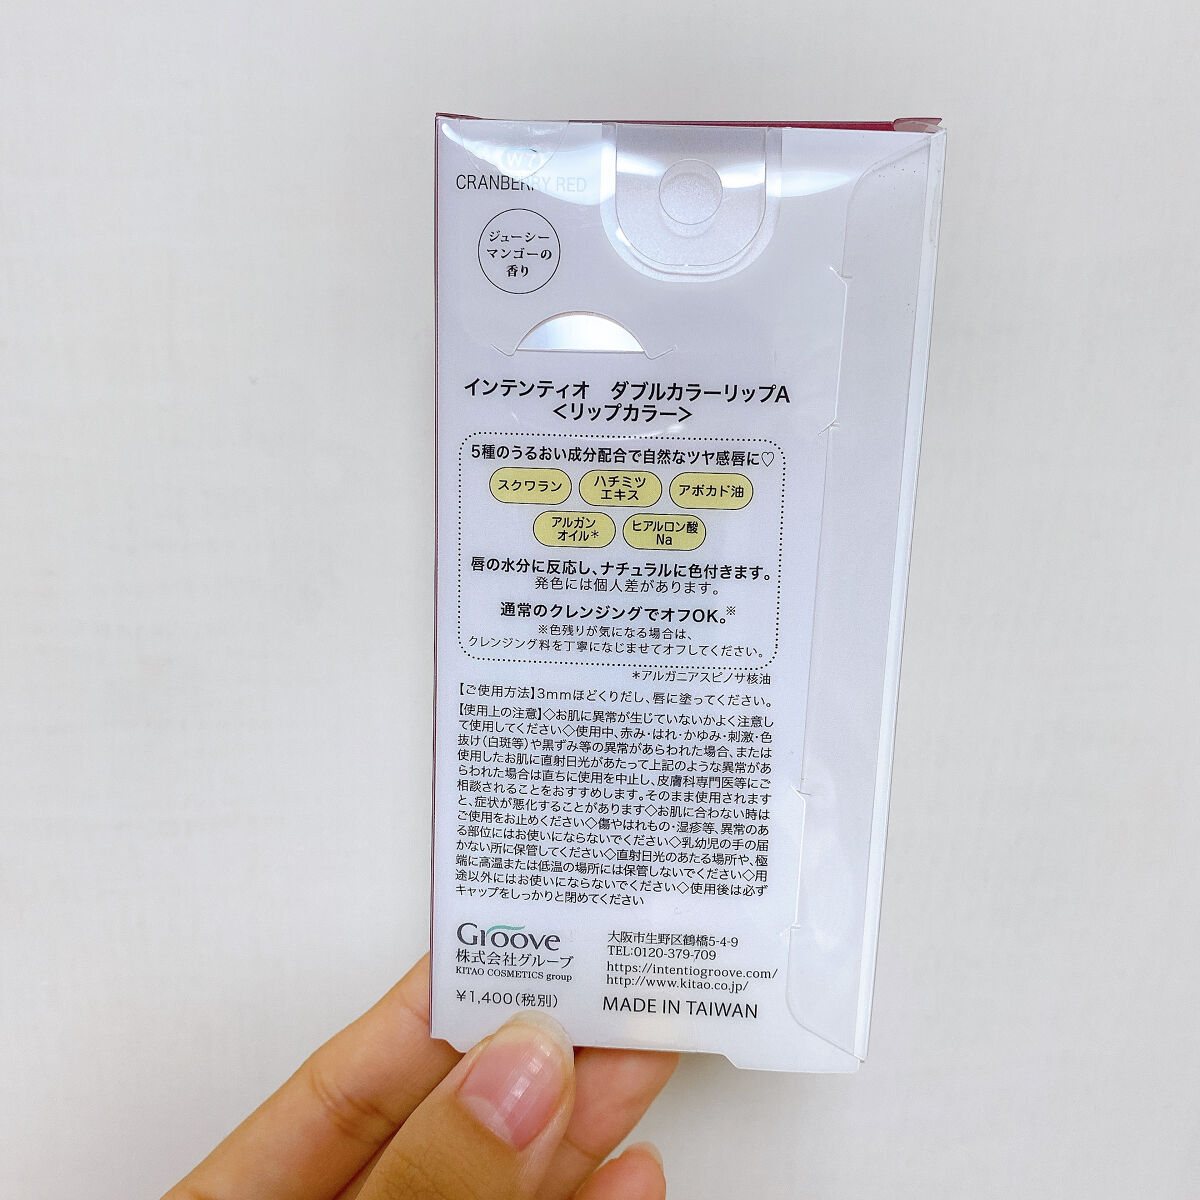 W7
CRANBERRY RED
ジューシー
マンゴーの
香り
インテンティオ ダブルカラーリップA
<リップカラー>
5種のうるおい成分配合で自然なツヤ感唇に♡
スクワラン
ハチミツ
エキス
アボカド油
アルガン
オイル*
ヒアルロン酸
Na
唇の水分に反応し、ナチュラルに色付きます。
発色には個人差があります。
通常のクレンジングでオフOK。※
※色残りが気になる場合は、
クレンジング料を丁寧になじませてオフしてください。
*アルガニアスピノサ核油
【ご使用方法】3mmほどくりだし、唇に塗ってください。
【使用上の注意】◇お肌に異常が生じていないかよく注意し
て使用してください◇使用中、赤み・はれ・かゆみ・刺激・色
抜け(白斑等)や黒ずみ等の異常があらわれた場合、または
使用したお肌に直射日光があたって上記のような異常があ
らわれた場合は直ちに使用を中止し、皮膚科専門医等にご
相談されることをおすすめします。そのまま使用されます
と、症状が悪化することがあります◇お肌に合わない時は
ご使用をお止めください◇傷やはれもの・湿疹等、異常のあ
る部位にはお使いにならないでください◇乳幼児の手の届
かない所に保管してください◇直射日光のあたる場所や、極
端に高温または低温の場所には保管しないでください◇用
途以外にはお使いにならないでください◇使用後は必ず
キャップをしっかりと閉めてください
Groove
株式会社グルーブ
KITAO COSMETICS group
¥1,400(税別)
大阪市生野区鶴橋5-4-9
TEL:0120-379-709
https://intentiogroove.com/
http://www.kitao.co.jp/
MADE IN TAIWAN